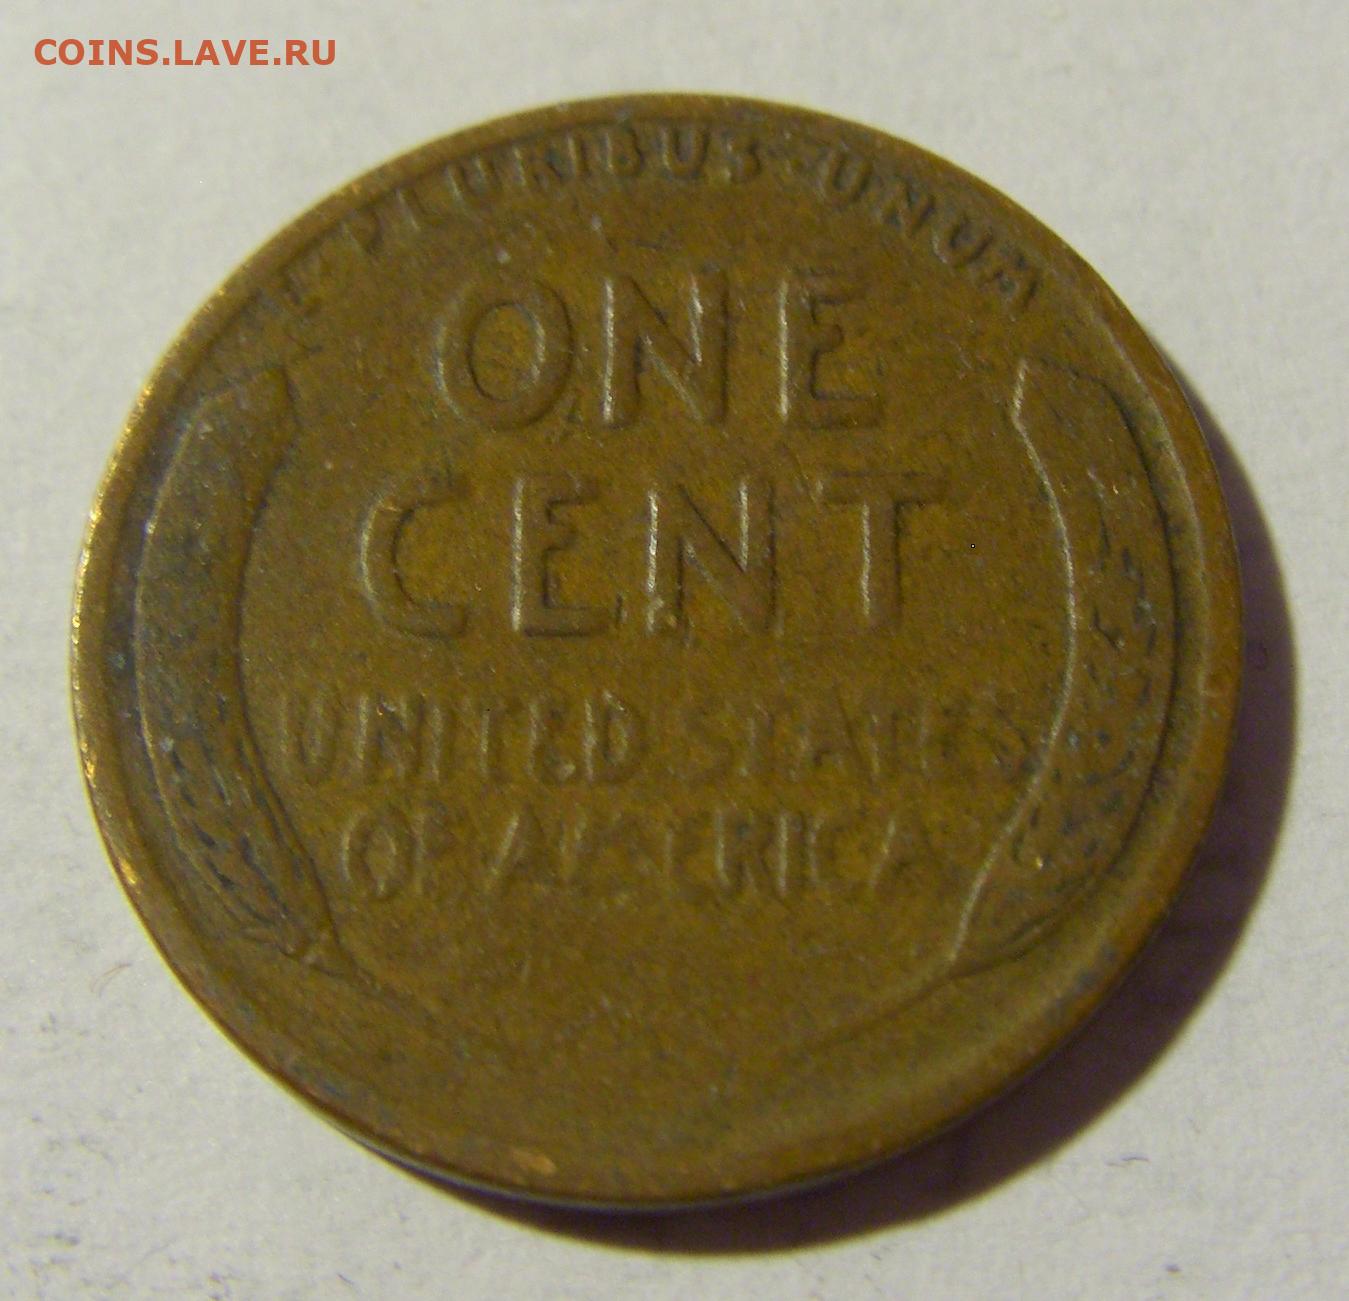 COINS.LAVE.RU
E PLURIBUS · UNUM
ONE
CENT
UNITED STATES
OF AMERICA